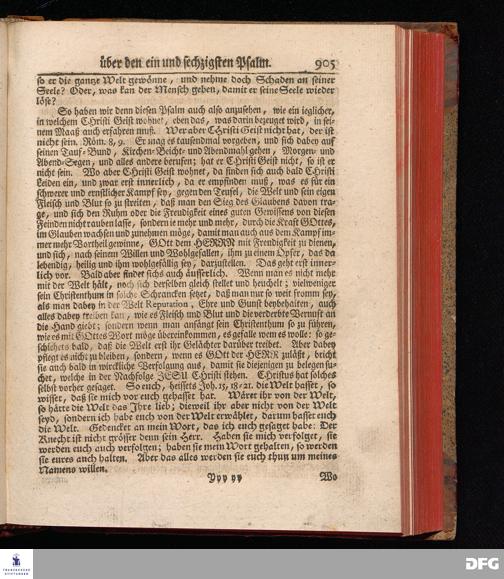 über den ein und sechzigsten Psalm. 905
so er die gantze Welt gewönne, und nehme doch Schaden an seiner
Seele? Oder, was kan der Mensch geben, damit er seine Seele wieder
löse?
So haben wir denn diesen Psalm auch also anzusehen, wie ein ieglicher,
in welchem Christi Geist wohnet, eben das, was darin bezeuget wird, in sei-
nem Maaß auch erfahren muß. Wer aber Christi Geist nicht hat, der ist
nicht sein. Röm. 8, 9. Er mag es tausendmal vorgeben, und sich dabey auf
seinen Tauf-Bund, Kirchen-Beicht- und Abendmahl gehen, Morgen- und
Abend-Segen, und alles andere berufen; hat er Christi Geist nicht, so ist er
nicht sein. Wo aber Christi Geist wohnet, da finden sich auch bald Christi
Leiden ein, und zwar erst innerlich, da er empfinden muß, was es für ein
schwerer und ernstlicher Kampf sey, gegen den Teufel, die Welt und sein eigen
Fleisch und Blut so zu streiten, daß man den Sieg des Glaubens davon tra-
ge, und sich den Ruhm oder die Freudigkeit eines guten Gewissens von diesen
Feinden nicht rauben lasse, sondern ie mehr und mehr, durch die Kraft GOttes,
im Glauben wachsen und zunehmen möge, damit man auch aus dem Kampf im-
mer mehr Vortheil gewinne, GOtt dem HERRN mit Freudigkeit zu dienen,
und sich, nach seinem Willen und Wohlgefallen, ihm zu einem Opfer, das da
lebendig, heilig und ihm wohlgefällig sey, darzustellen. Das geht erst inner-
lich vor. Bald aber findet sichs auch äusserlich. Wenn man es nicht mehr
mit der Welt hält, noch sich derselben gleich stellet und heuchelt; vielweniger
sein Christenthum in solche Schrancken setzet, daß man nur so weit fromm sey,
als man dabey in der Welt Reputation, Ehre und Gunst beybehalten, auch
alles dabey treiben kan, wie es Fleisch und Blut und die verderbte Vernunft an
die Hand giebt; sondern wenn man anfängt sein Christenthum so zu führen,
wie es mit GOttes Wort möge übereinkommen, es gefalle wem es wolle: so ge-
schiehets bald, daß die Welt erst ihr Gelächter darüber treibet. Aber dabey
pfleget es nicht zu bleiben, sondern, wenn es GOtt der HERR zuläßt, bricht
sie auch bald in wirckliche Verfolgung aus, damit sie diejenigen zu belegen su-
chet, welche in der Nachfolge JESU Christi stehen. Christus hat solches
selbst vorher gesaget. So euch, heissets Joh. 15, 18-21. die Welt hasset, so
wisset, daß sie mich vor euch gehasset hat. Wäret ihr von der Welt,
so hätte die Welt das Ihre lieb; dieweil ihr aber nicht von der Welt
seyd, sondern ich habe euch von der Welt erwählet, darum hasset euch
die Welt. Gedencket an mein Wort, das ich euch gesaget habe: Der
Knecht ist nicht grösser denn sein Herr. Haben sie mich verfolget, sie
werden euch auch verfolgen; haben sie mein Wort gehalten, so werden
sie eures auch halten. Aber das alles werden sie euch thun um meines
Namens willen.
Yyy yy Wo
FRANCKESCHE
STIFTUNGEN
DFG